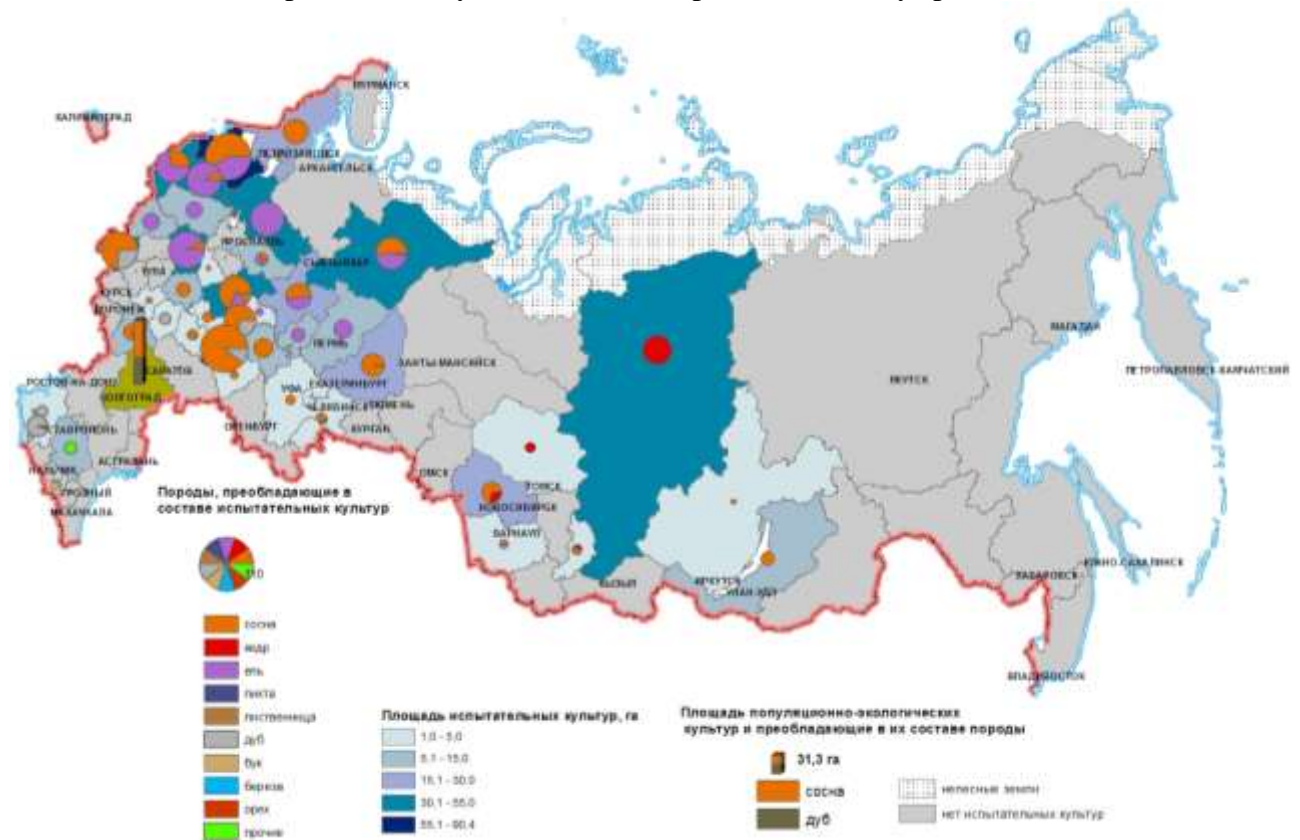 КАЛИНИНГРАД
МУРМАНСК
ПЕТРОЗАВОДСК
АРХАНГЕЛЬСК
ЯРОСЛАВЛЬ
СЫКТЫВКАР
ТУЛА
КУРСК
ВОРОНЕЖ
ПЕРМЬ
ХАНТЫ-МАНСИЙСК
РОСТОВ-НА-ДОНУ
САРАТОВ
ВОЛГОГРАД
УФА
ЕКАТЕРИНБУРГ
ЧЕЛЯБИНСК
ТЮМЕНЬ
ОРЕНБУРГ
КУРГАН
СТАВРОПОЛЬ
АСТРАХАНЬ
НАЛЬЧИК
ГРОЗНЫЙ
МАХАЧКАЛА
ОМСК
ТОМСК
НОВОСИБИРСК
БАРНАУЛ
КЫЗЫЛ
ИРКУТСК
УЛАН-УДЭ
ЯКУТСК
МАГАДАН
ПЕТРОПАВЛОВСК-КАМЧАТСКИЙ
ХАБАРОВСК
ЮЖНО-САХАЛИНСК
ВЛАДИВОСТОК
Породы, преобладающие в
составе испытательных культур
110
сосна
кедр
ель
пихта
лиственница
дуб
бук
береза
орех
прочие
Площадь испытательных культур, га
1,0 - 5,0
5,1 - 15,0
15,1 - 30,0
30,1 - 55,0
55,1 - 90,4
Площадь популяционно-экологических
культур и преобладающие в их составе породы
31,3 га
сосна
дуб
нелесные земли
нет испытательных культур